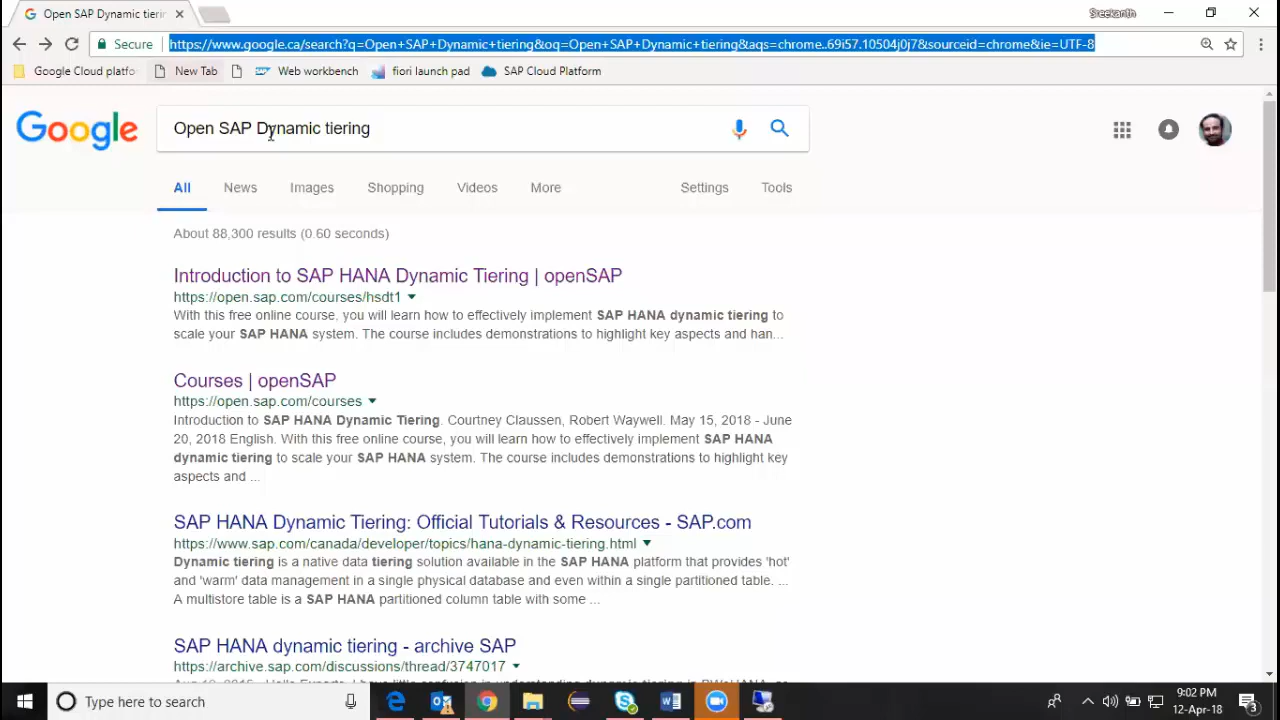 Open SAP Dynamic tierin
Sreekanth
Secure
https://www.google.ca/search?q=Open+SAP+Dynamic+tiering&oq=Open+SAP+Dynamic+tiering&aqs=chrome..69i57.10504j0j7&sourceid=chrome&ie=UTF-8
Google Cloud platfo
New Tab
Web workbench
fiori launch pad
SAP Cloud Platform
Google
Open SAP Dynamic tiering
All
News
Images
Shopping
Videos
More
Settings
Tools
About 88,300 results (0.60 seconds)
Introduction to SAP HANA Dynamic Tiering | openSAP
https://open.sap.com/courses/hsdt1
With this free online course, you will learn how to effectively implement SAP HANA dynamic tiering to
scale your SAP HANA system. The course includes demonstrations to highlight key aspects and han...
Courses | openSAP
https://open.sap.com/courses
Introduction to SAP HANA Dynamic Tiering. Courtney Claussen, Robert Waywell. May 15, 2018 - June
20, 2018 English. With this free online course, you will learn how to effectively implement SAP HANA
dynamic tiering to scale your SAP HANA system. The course includes demonstrations to highlight key
aspects and ...
SAP HANA Dynamic Tiering: Official Tutorials & Resources - SAP.com
https://www.sap.com/canada/developer/topics/hana-dynamic-tiering.html
Dynamic tiering is a native data tiering solution available in the SAP HANA platform that provides 'hot'
and 'warm' data management in a single physical database and even within a single partitioned table. ...
A multistore table is a SAP HANA partitioned column table with some ...
SAP HANA dynamic tiering - archive SAP
https://archive.sap.com/discussions/thread/3747017
Type here to search
9:02 PM
12-Apr-18
3